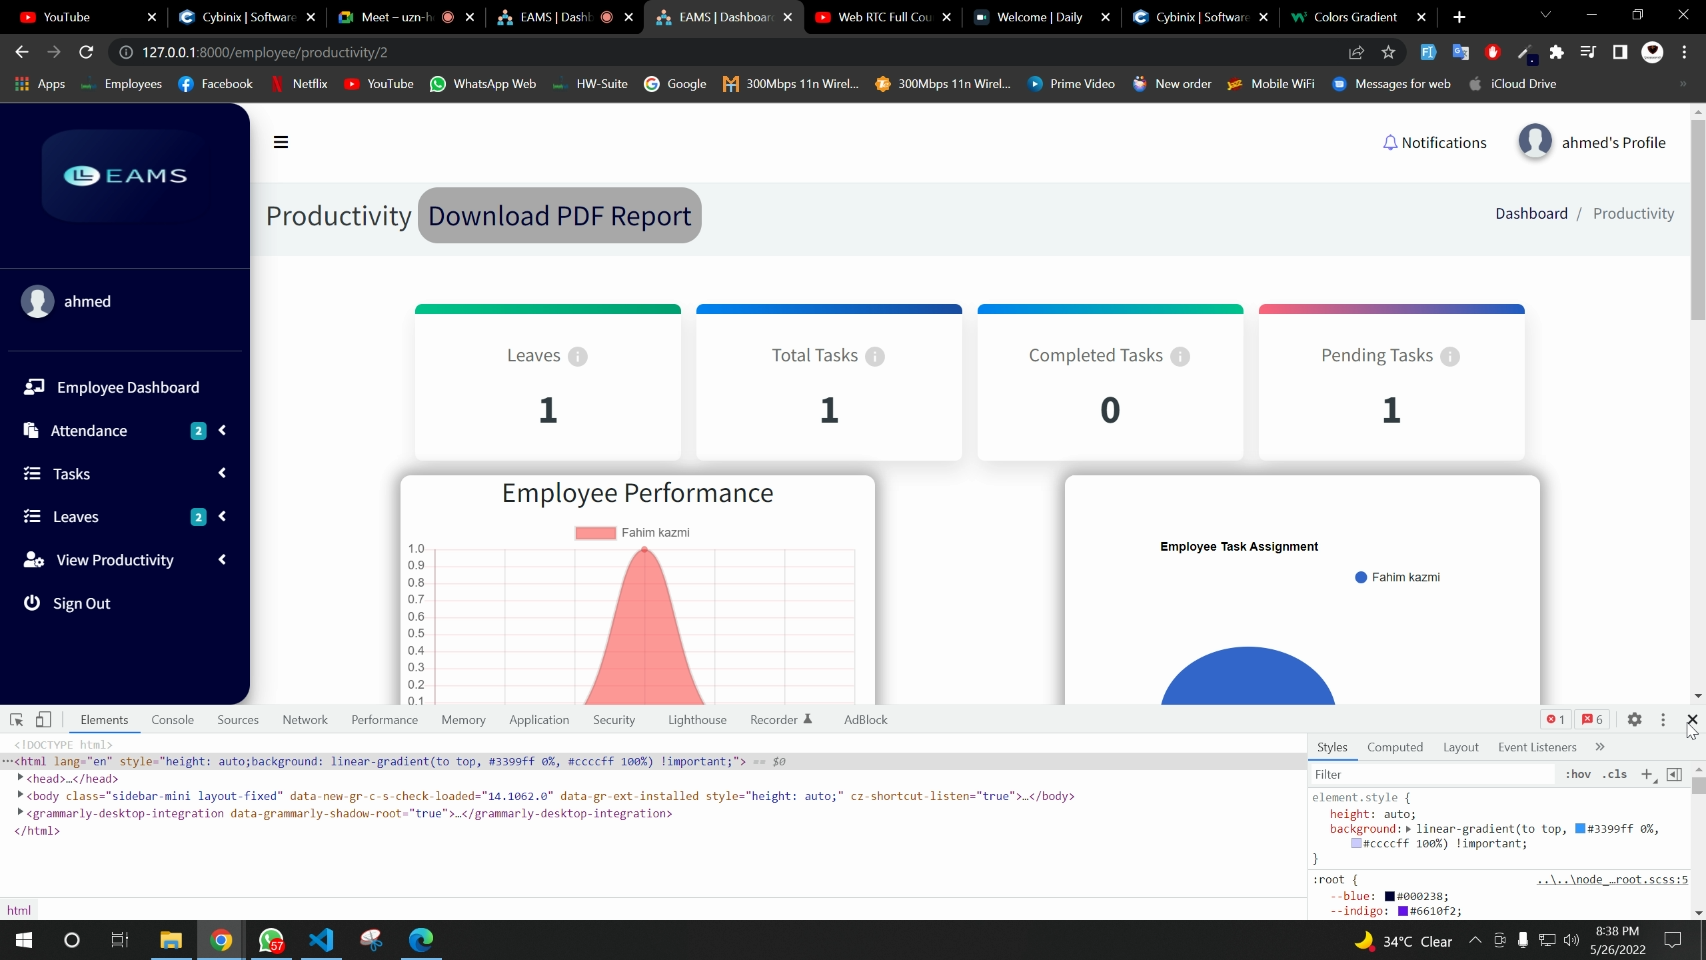 YouTube
Cybinix | Software
Meet – uzn-h
EAMS | Dashb
EAMS | Dashboard
Web RTC Full Cou
Welcome | Daily
Cybinix | Software
Colors Gradient
127.0.0.1:8000/employee/productivity/2
Apps
Employees
Facebook
Netflix
YouTube
WhatsApp Web
HW-Suite
Google
300Mbps 11n Wirel...
300Mbps 11n Wirel...
Prime Video
New order
Mobile WiFi
Messages for web
iCloud Drive
EAMS
Notifications
ahmed's Profile
Productivity
Download PDF Report
Dashboard / Productivity
ahmed
Employee Dashboard
Attendance 2
Tasks
Leaves 2
View Productivity
Sign Out
Leaves
1
Total Tasks
1
Completed Tasks
0
Pending Tasks
1
Employee Performance
Fahim kazmi
1.0
0.9
0.8
0.7
0.6
0.5
0.4
0.3
0.2
0.1
Employee Task Assignment
Fahim kazmi
Elements Console Sources Network Performance Memory Application Security Lighthouse Recorder AdBlock
1
6
<!DOCTYPE html>
<html lang="en" style="height: auto;background: linear-gradient(to top, #3399ff 0%, #ccccff 100%) !important;"> == $0
<head>…</head>
<body class="sidebar-mini layout-fixed" data-new-gr-c-s-check-loaded="14.1062.0" data-gr-ext-installed style="height: auto;" cz-shortcut-listen="true">…</body>
<grammarly-desktop-integration data-grammarly-shadow-root="true">…</grammarly-desktop-integration>
</html>
html
Styles Computed Layout Event Listeners »
Filter
:hov .cls
element.style {
height: auto;
background: linear-gradient(to top, #3399ff 0%,
#ccccff 100%) !important;
}
:root {
..\..\node_…root.scss:5
--blue: #000238;
--indigo: #6610f2;
57
34°C Clear
8:38 PM
5/26/2022